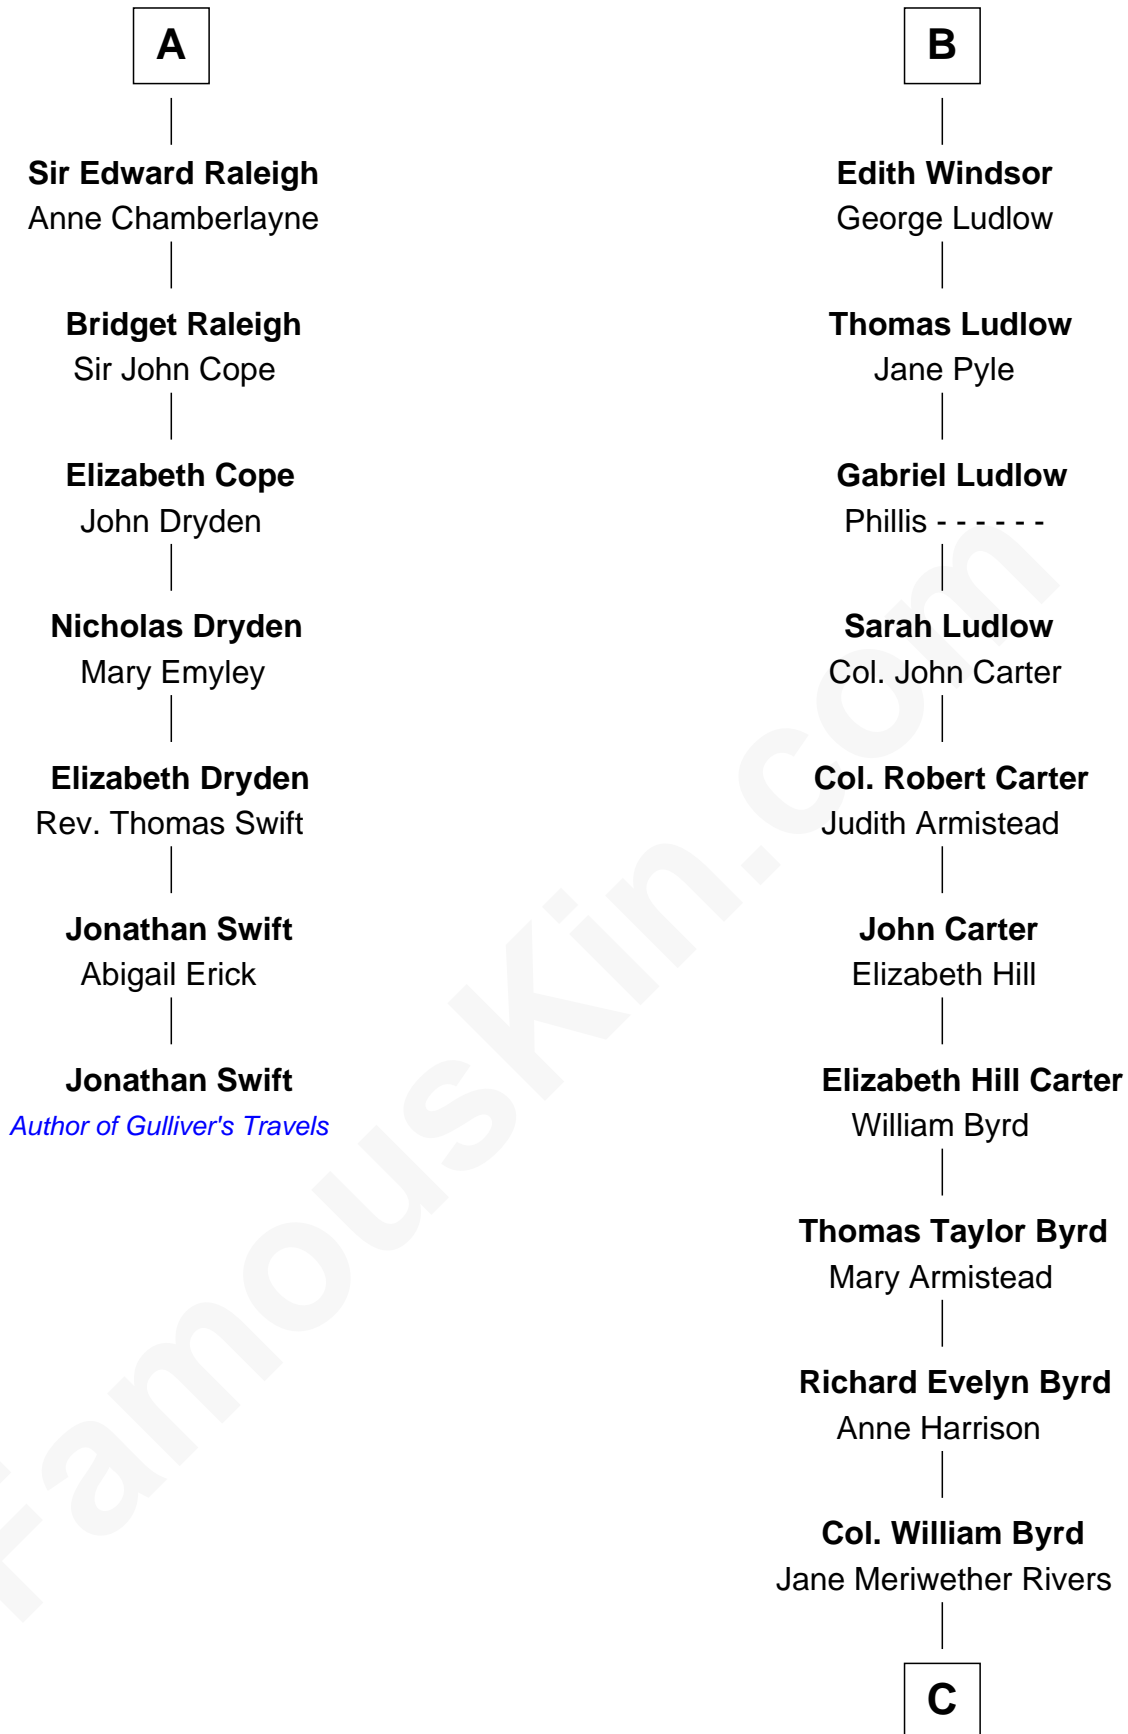 A
Sir Edward Raleigh
Anne Chamberlayne
Bridget Raleigh
Sir John Cope
Elizabeth Cope
John Dryden
Nicholas Dryden
Mary Emyley
Elizabeth Dryden
Rev. Thomas Swift
Jonathan Swift
Abigail Erick
Jonathan Swift
Author of Gulliver's Travels
B
Edith Windsor
George Ludlow
Thomas Ludlow
Jane Pyle
Gabriel Ludlow
Phillis - - - - - -
Sarah Ludlow
Col. John Carter
Col. Robert Carter
Judith Armistead
John Carter
Elizabeth Hill
Elizabeth Hill Carter
William Byrd
Thomas Taylor Byrd
Mary Armistead
Richard Evelyn Byrd
Anne Harrison
Col. William Byrd
Jane Meriwether Rivers
C
FamousKin.com